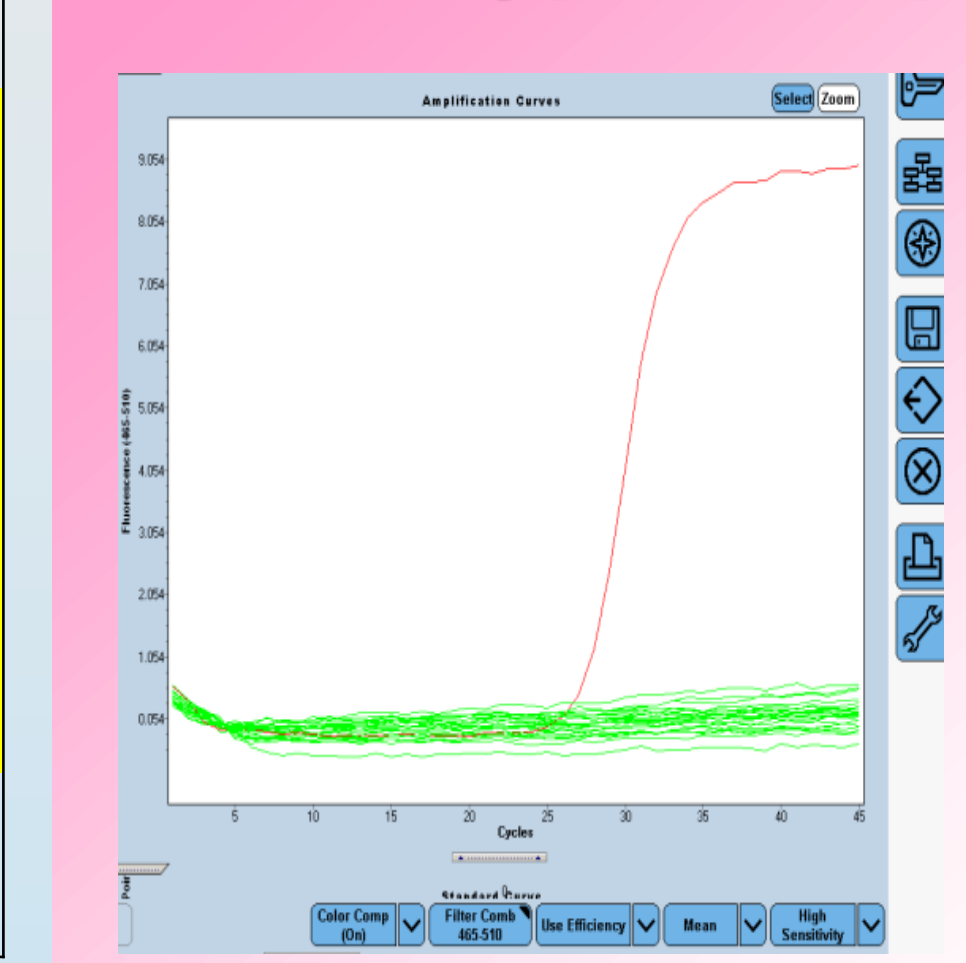 Amplification Curves
Select
Zoom
9.054
8.054
7.054
6.054
5.054
4.054
3.054
2.054
1.054
0.054
Fluorescence (465-510)
5 10 15 20 25 30 35 40 45
Cycles
Poin
Standard Curve
Color Comp
(On)
Filter Comb
465-510
Use Efficiency
Mean
High
Sensitivity